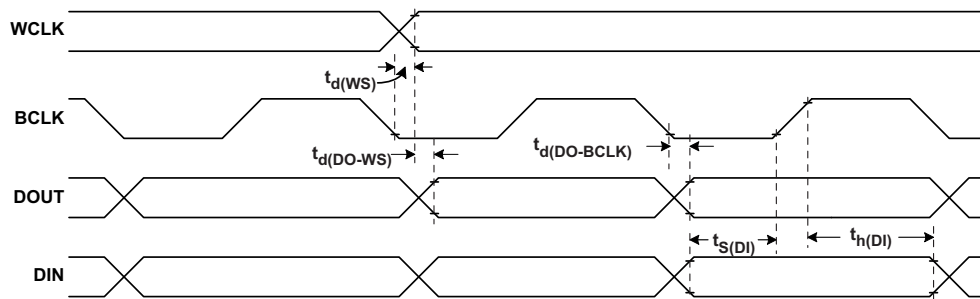 WCLK
t_d(WS)
BCLK
t_d(DO-WS)
t_d(DO-BCLK)
DOUT
t_S(DI)
t_h(DI)
DIN